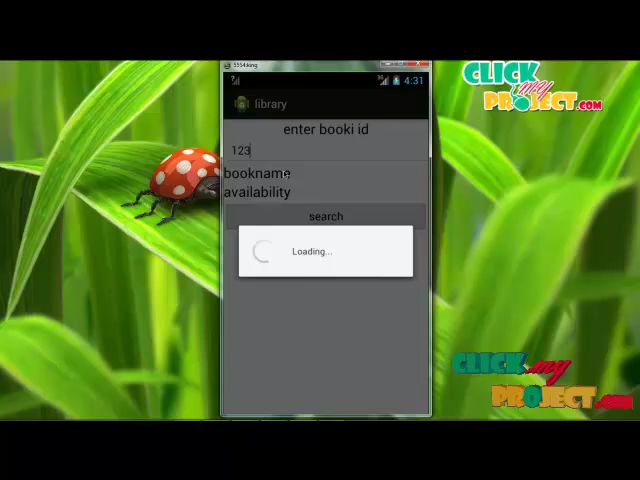 5554:king
CLICK
my
PROJECT.COM
3G
4:31
library
enter booki id
123
bookname
availability
search
Loading...
CLICK my
PROJECT.COM